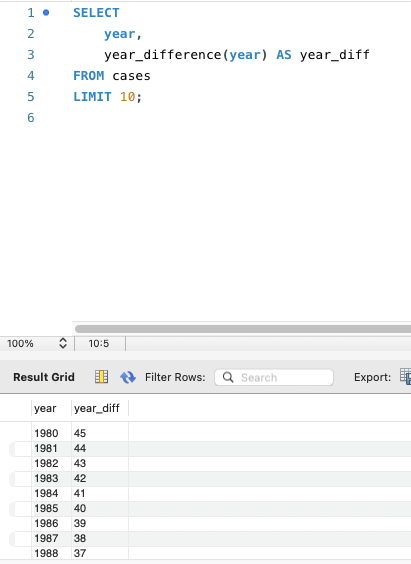 1 SELECT
2 year,
3 year_difference(year) AS year_diff
4 FROM cases
5 LIMIT 10;
6
100% 10:5
Result Grid Filter Rows: Search Export:
year year_diff
1980 45
1981 44
1982 43
1983 42
1984 41
1985 40
1986 39
1987 38
1988 37